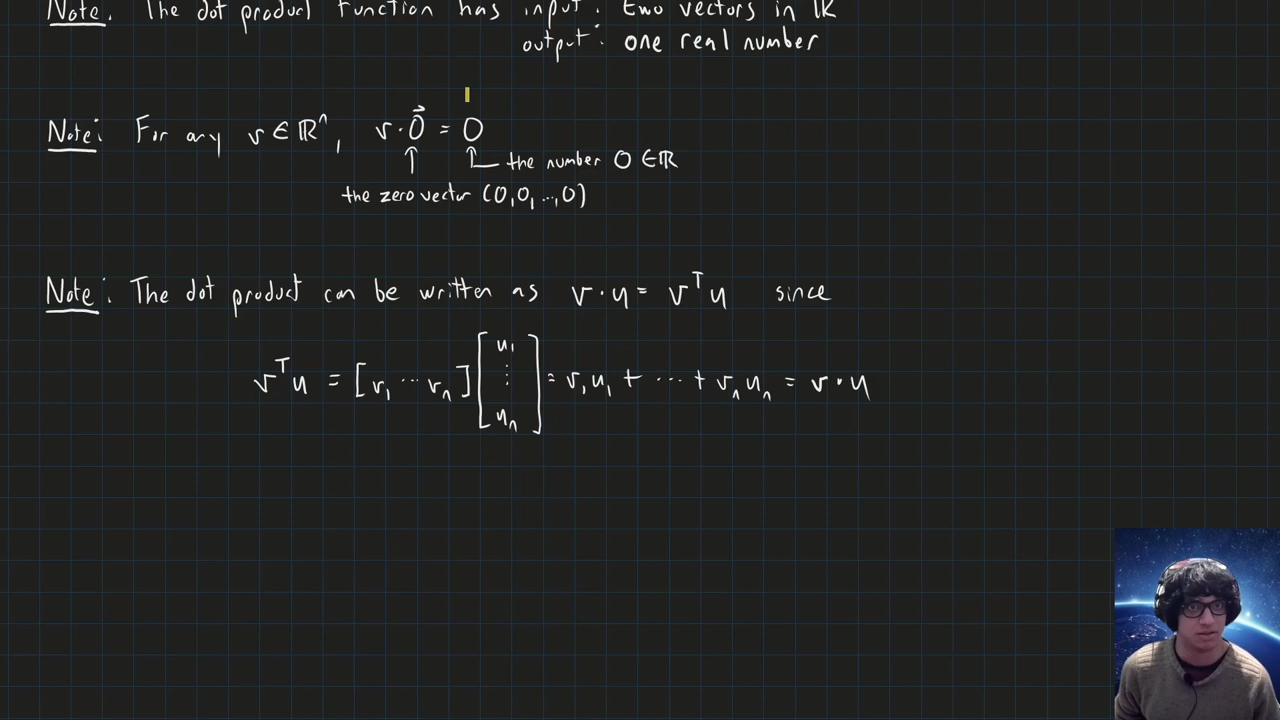 Note. The dot product function has input: two vectors in ℝ
output: one real number
Note: For any v ∈ ℝⁿ, v · 0⃗ = 0
↑ ↑ the number 0 ∈ ℝ
the zero vector (0,0,...,0)
Note: The dot product can be written as v · u = vᵀu since
vᵀu = [v₁ ··· vₙ] [u₁ ⋮ uₙ] = v₁u₁ + ··· + vₙuₙ = v · u